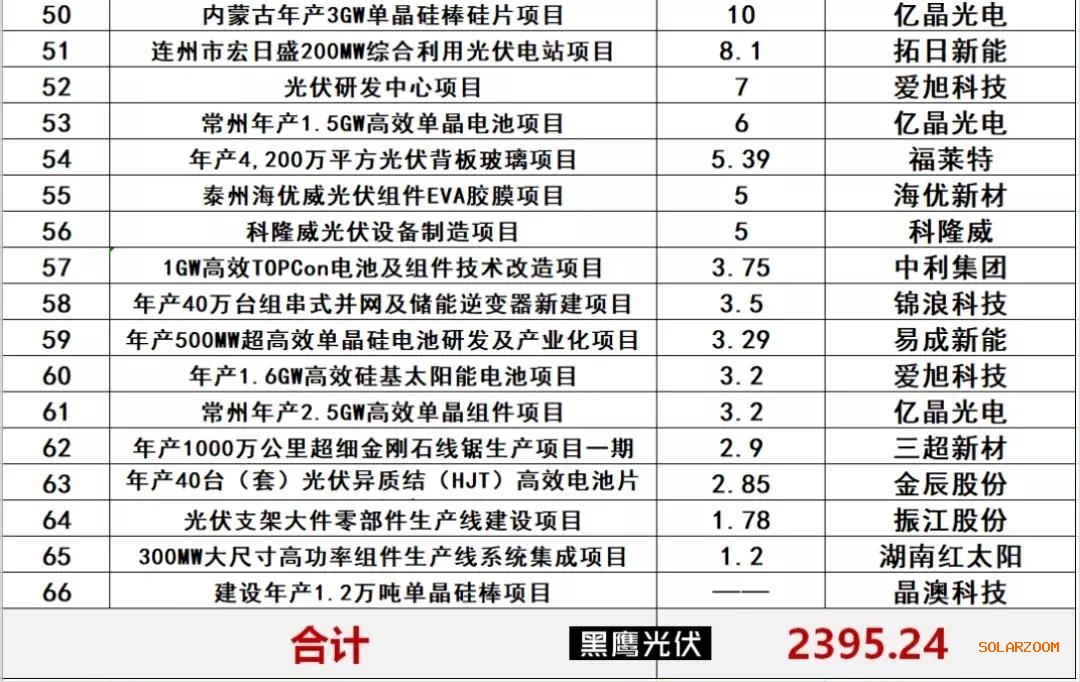 50 内蒙古年产3GW单晶硅棒硅片项目 10 亿晶光电
51 连州市宏日盛200MW综合利用光伏电站项目 8.1 拓日新能
52 光伏研发中心项目 7 爱旭科技
53 常州年产1.5GW高效单晶电池项目 6 亿晶光电
54 年产4,200万平方光伏背板玻璃项目 5.39 福莱特
55 泰州海优威光伏组件EVA胶膜项目 5 海优新材
56 科隆威光伏设备制造项目 5 科隆威
57 1GW高效TOPCon电池及组件技术改造项目 3.75 中利集团
58 年产40万台组串式并网及储能逆变器新建项目 3.5 锦浪科技
59 年产500MW超高效单晶硅电池研发及产业化项目 3.29 易成新能
60 年产1.6GW高效硅基太阳能电池项目 3.2 爱旭科技
61 常州年产2.5GW高效单晶组件项目 3.2 亿晶光电
62 年产1000万公里超细金刚石线锯生产项目一期 2.9 三超新材
63 年产40台（套）光伏异质结（HJT）高效电池片 2.85 金辰股份
64 光伏支架大件零部件生产线建设项目 1.78 振江股份
65 300MW大尺寸高功率组件生产线系统集成项目 1.2 湖南红太阳
66 建设年产1.2万吨单晶硅棒项目 —— 晶澳科技
合计 黑鹰光伏 2395.24 SOLARZOOM